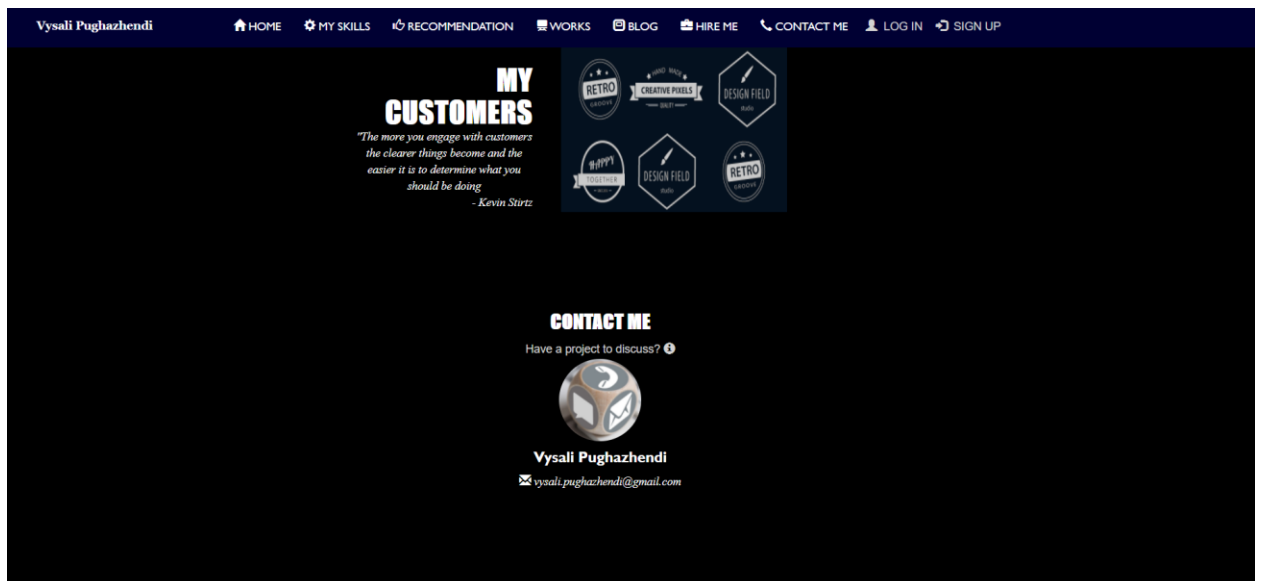 Vysali Pughazhendi HOME MY SKILLS RECOMMENDATION WORKS BLOG HIRE ME CONTACT ME LOG IN SIGN UP
MY
CUSTOMERS
"The more you engage with customers
the clearer things become and the
easier it is to determine what you
should be doing
- Kevin Stirtz
RETRO
GROOVE
HAND MADE
CREATIVE PIXELS
DESIGN FIELD
studio
HAPPY
TOGETHER
DESIGN FIELD
studio
RETRO
GROOVE
CONTACT ME
Have a project to discuss?
Vysali Pughazhendi
vysali.pughazhendi@gmail.com